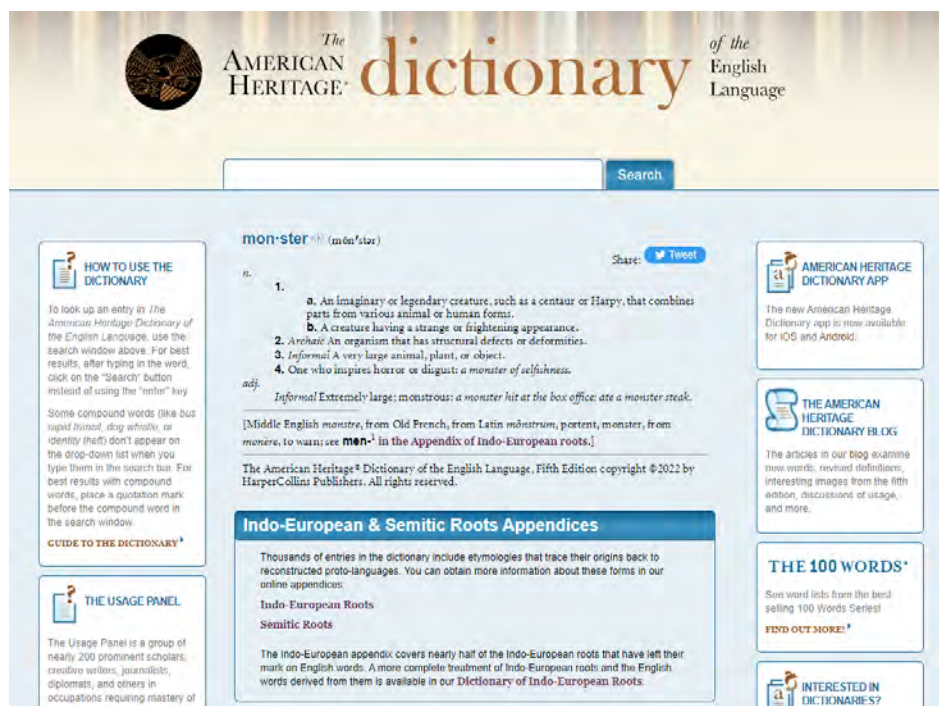 The
AMERICAN
HERITAGE®
dictionary
of the
English
Language
Search
HOW TO USE THE
DICTIONARY
To look up an entry in The
American Heritage Dictionary of
the English Language, use the
search window above. For best
results, after typing in the word,
click on the "Search" button
instead of using the "enter" key.
Some compound words (like bus
rapid transit, dog whistle, or
identity theft) don't appear on
the drop-down list when you
type them in the search bar. For
best results with compound
words, place a quotation mark
before the compound word in
the search window.
GUIDE TO THE DICTIONARY
THE USAGE PANEL
The Usage Panel is a group of
nearly 200 prominent scholars,
creative writers, journalists,
diplomats, and others in
occupations requiring mastery of
mon·ster (mŏn′stər)
Share: Tweet
n.
1.
a. An imaginary or legendary creature, such as a centaur or Harpy, that combines
parts from various animal or human forms.
b. A creature having a strange or frightening appearance.
2. Archaic An organism that has structural defects or deformities.
3. Informal A very large animal, plant, or object.
4. One who inspires horror or disgust: a monster of selfishness.
adj.
Informal Extremely large; monstrous: a monster hit at the box office; ate a monster steak.
[Middle English monstre, from Old French, from Latin mōnstrum, portent, monster, from
monēre, to warn; see men-1 in the Appendix of Indo-European roots.]
The American Heritage® Dictionary of the English Language, Fifth Edition copyright ©2022 by
HarperCollins Publishers. All rights reserved.
Indo-European & Semitic Roots Appendices
Thousands of entries in the dictionary include etymologies that trace their origins back to
reconstructed proto-languages. You can obtain more information about these forms in our
online appendices:
Indo-European Roots
Semitic Roots
The Indo-European appendix covers nearly half of the Indo-European roots that have left their
mark on English words. A more complete treatment of Indo-European roots and the English
words derived from them is available in our Dictionary of Indo-European Roots.
AMERICAN HERITAGE
DICTIONARY APP
The new American Heritage
Dictionary app is now available
for iOS and Android.
THE AMERICAN
HERITAGE
DICTIONARY BLOG
The articles in our blog examine
new words, revised definitions,
interesting images from the fifth
edition, discussions of usage,
and more.
THE 100 WORDS*
See word lists from the best-
selling 100 Words Series!
FIND OUT MORE!
INTERESTED IN
DICTIONARIES?